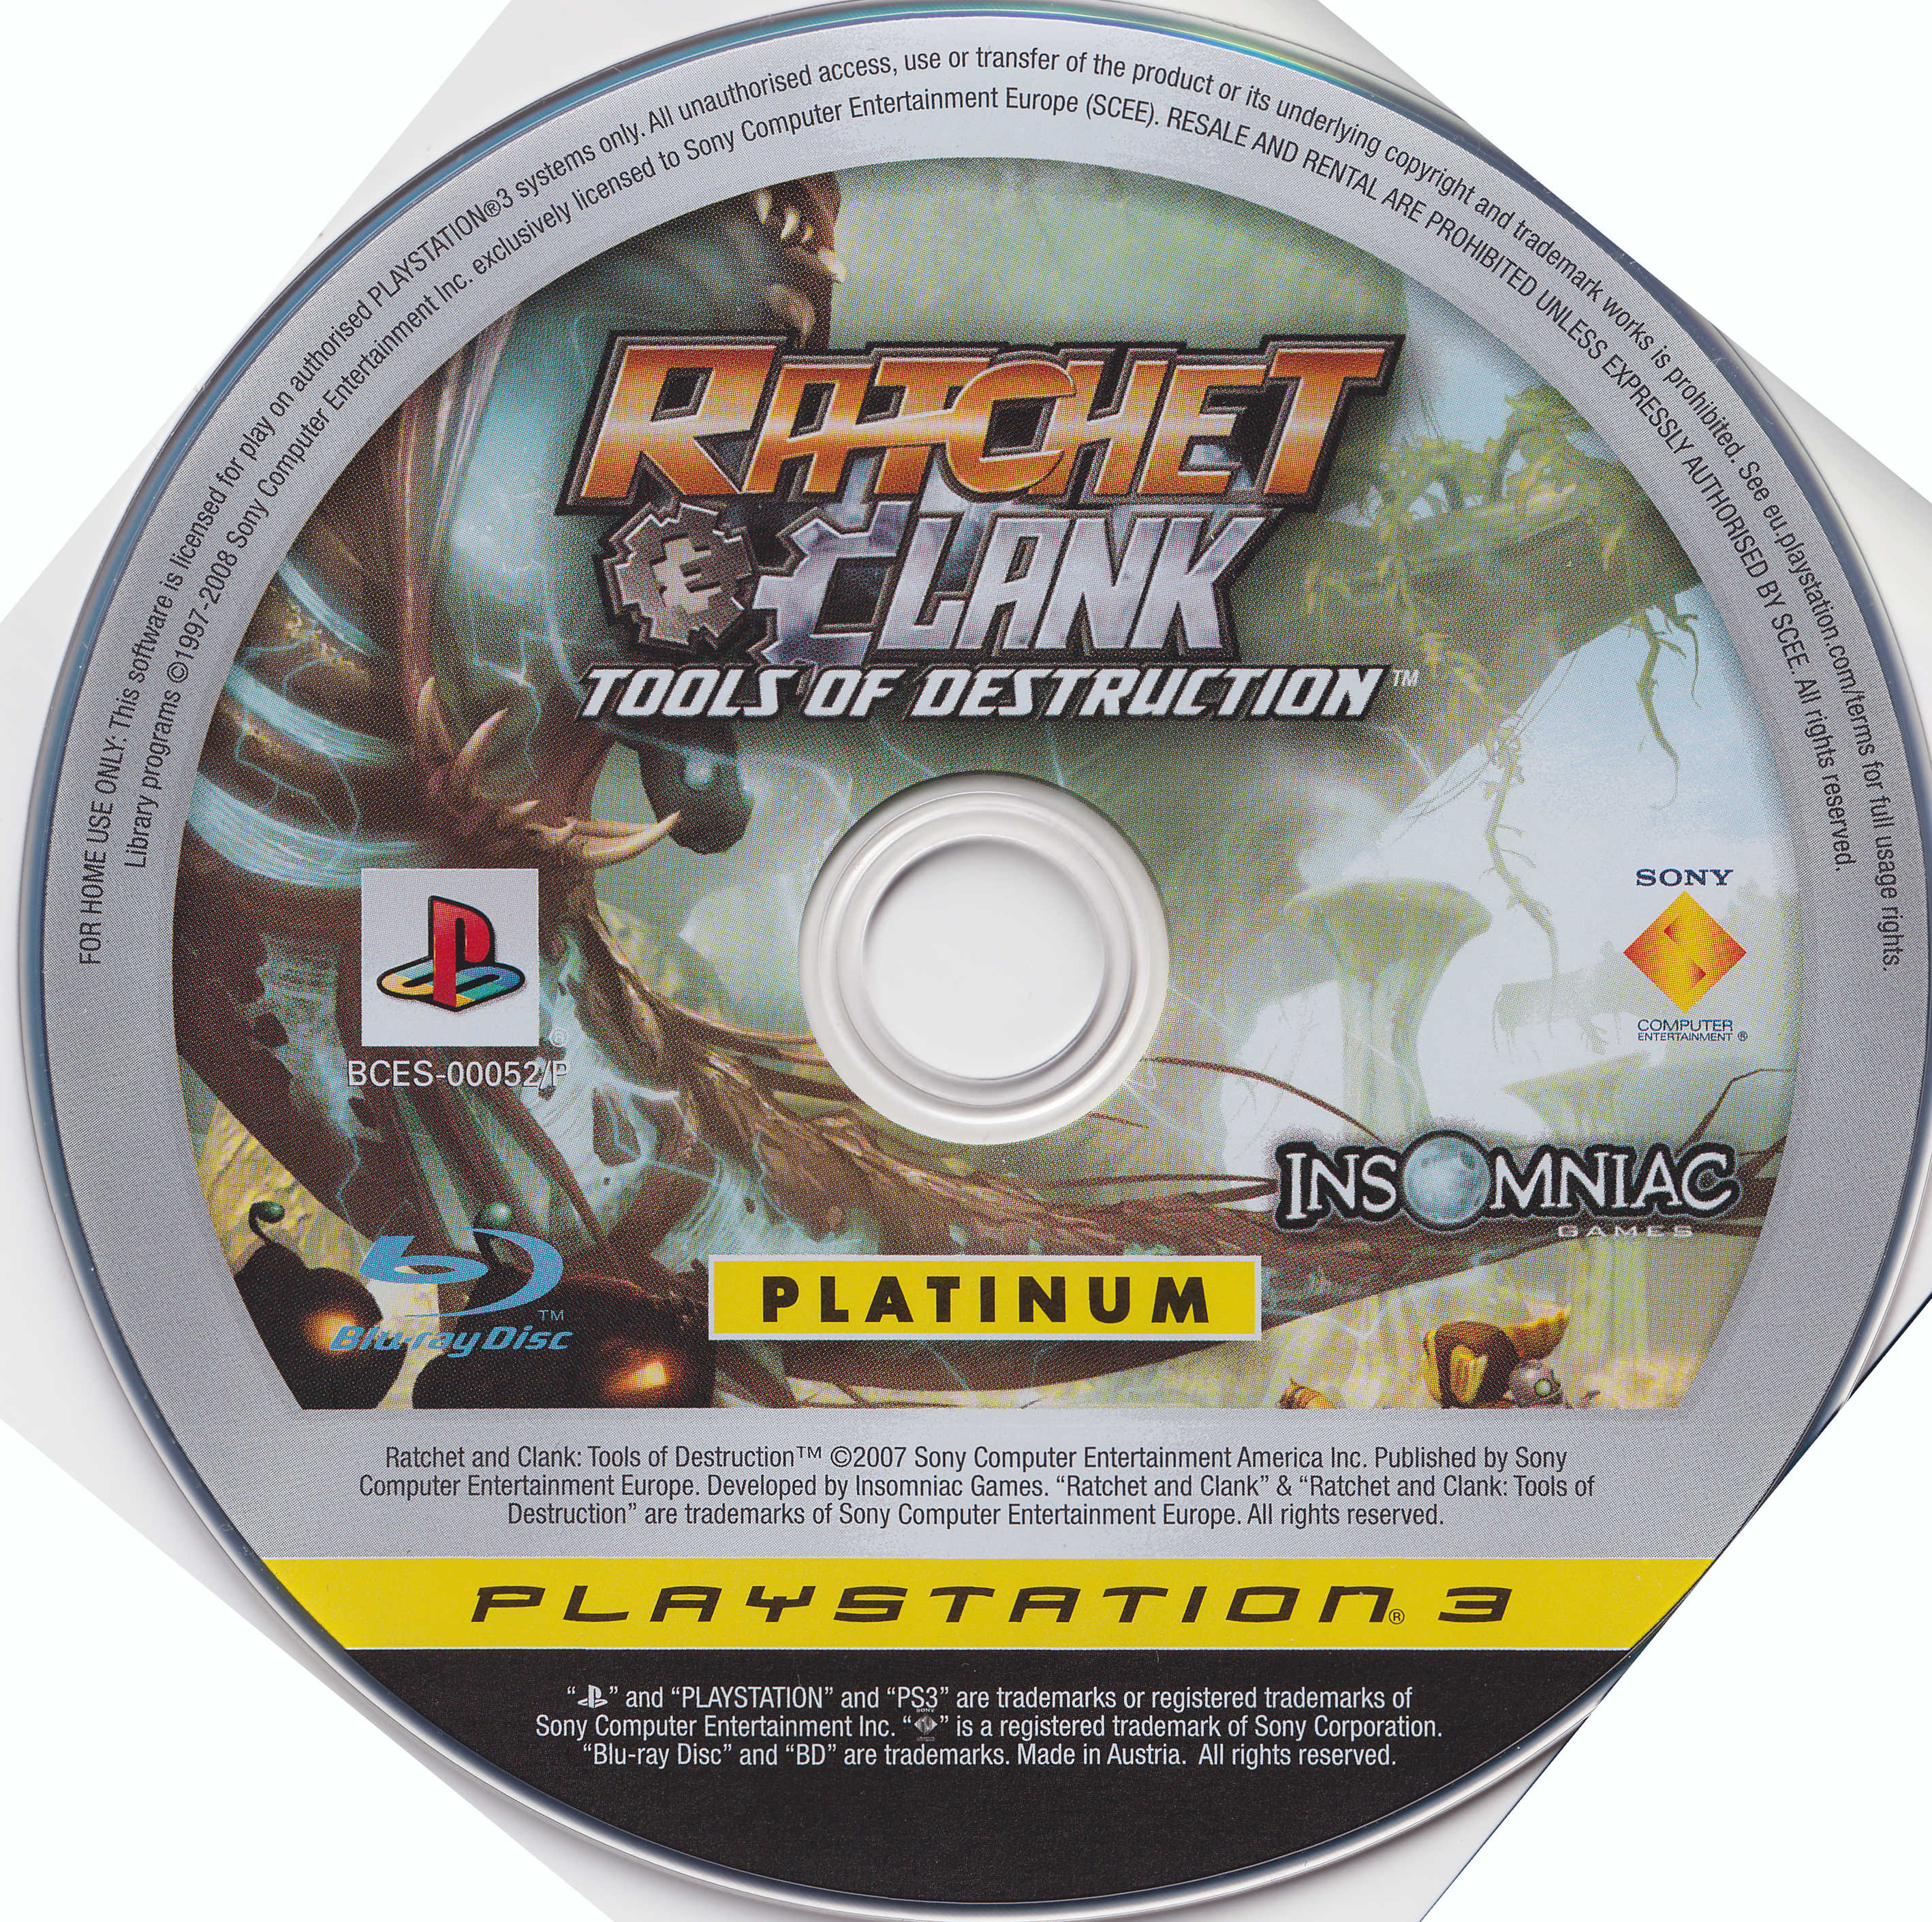 FOR HOME USE ONLY: This software is licensed for play on authorised PLAYSTATION®3 systems only. All unauthorised access, use or transfer of the product or its underlying copyright and trademark works is prohibited. See eu.playstation.com/terms for full usage rights.
Library programs ©1997-2008 Sony Computer Entertainment Inc. exclusively licensed to Sony Computer Entertainment Europe (SCEE). RESALE AND RENTAL ARE PROHIBITED UNLESS EXPRESSLY AUTHORISED BY SCEE. All rights reserved.
RATCHET
& CLANK
TOOLS OF DESTRUCTION™
SONY
COMPUTER
ENTERTAINMENT ®
®
BCES-00052/P
INSOMNIAC
GAMES
™
Blu-ray Disc
PLATINUM
Ratchet and Clank: Tools of Destruction™ ©2007 Sony Computer Entertainment America Inc. Published by Sony
Computer Entertainment Europe. Developed by Insomniac Games. “Ratchet and Clank” & “Ratchet and Clank: Tools of
Destruction” are trademarks of Sony Computer Entertainment Europe. All rights reserved.
PLAYSTATION® 3
“ ” and “PLAYSTATION” and “PS3” are trademarks or registered trademarks of
Sony Computer Entertainment Inc. “ ” is a registered trademark of Sony Corporation.
“Blu-ray Disc” and “BD” are trademarks. Made in Austria. All rights reserved.